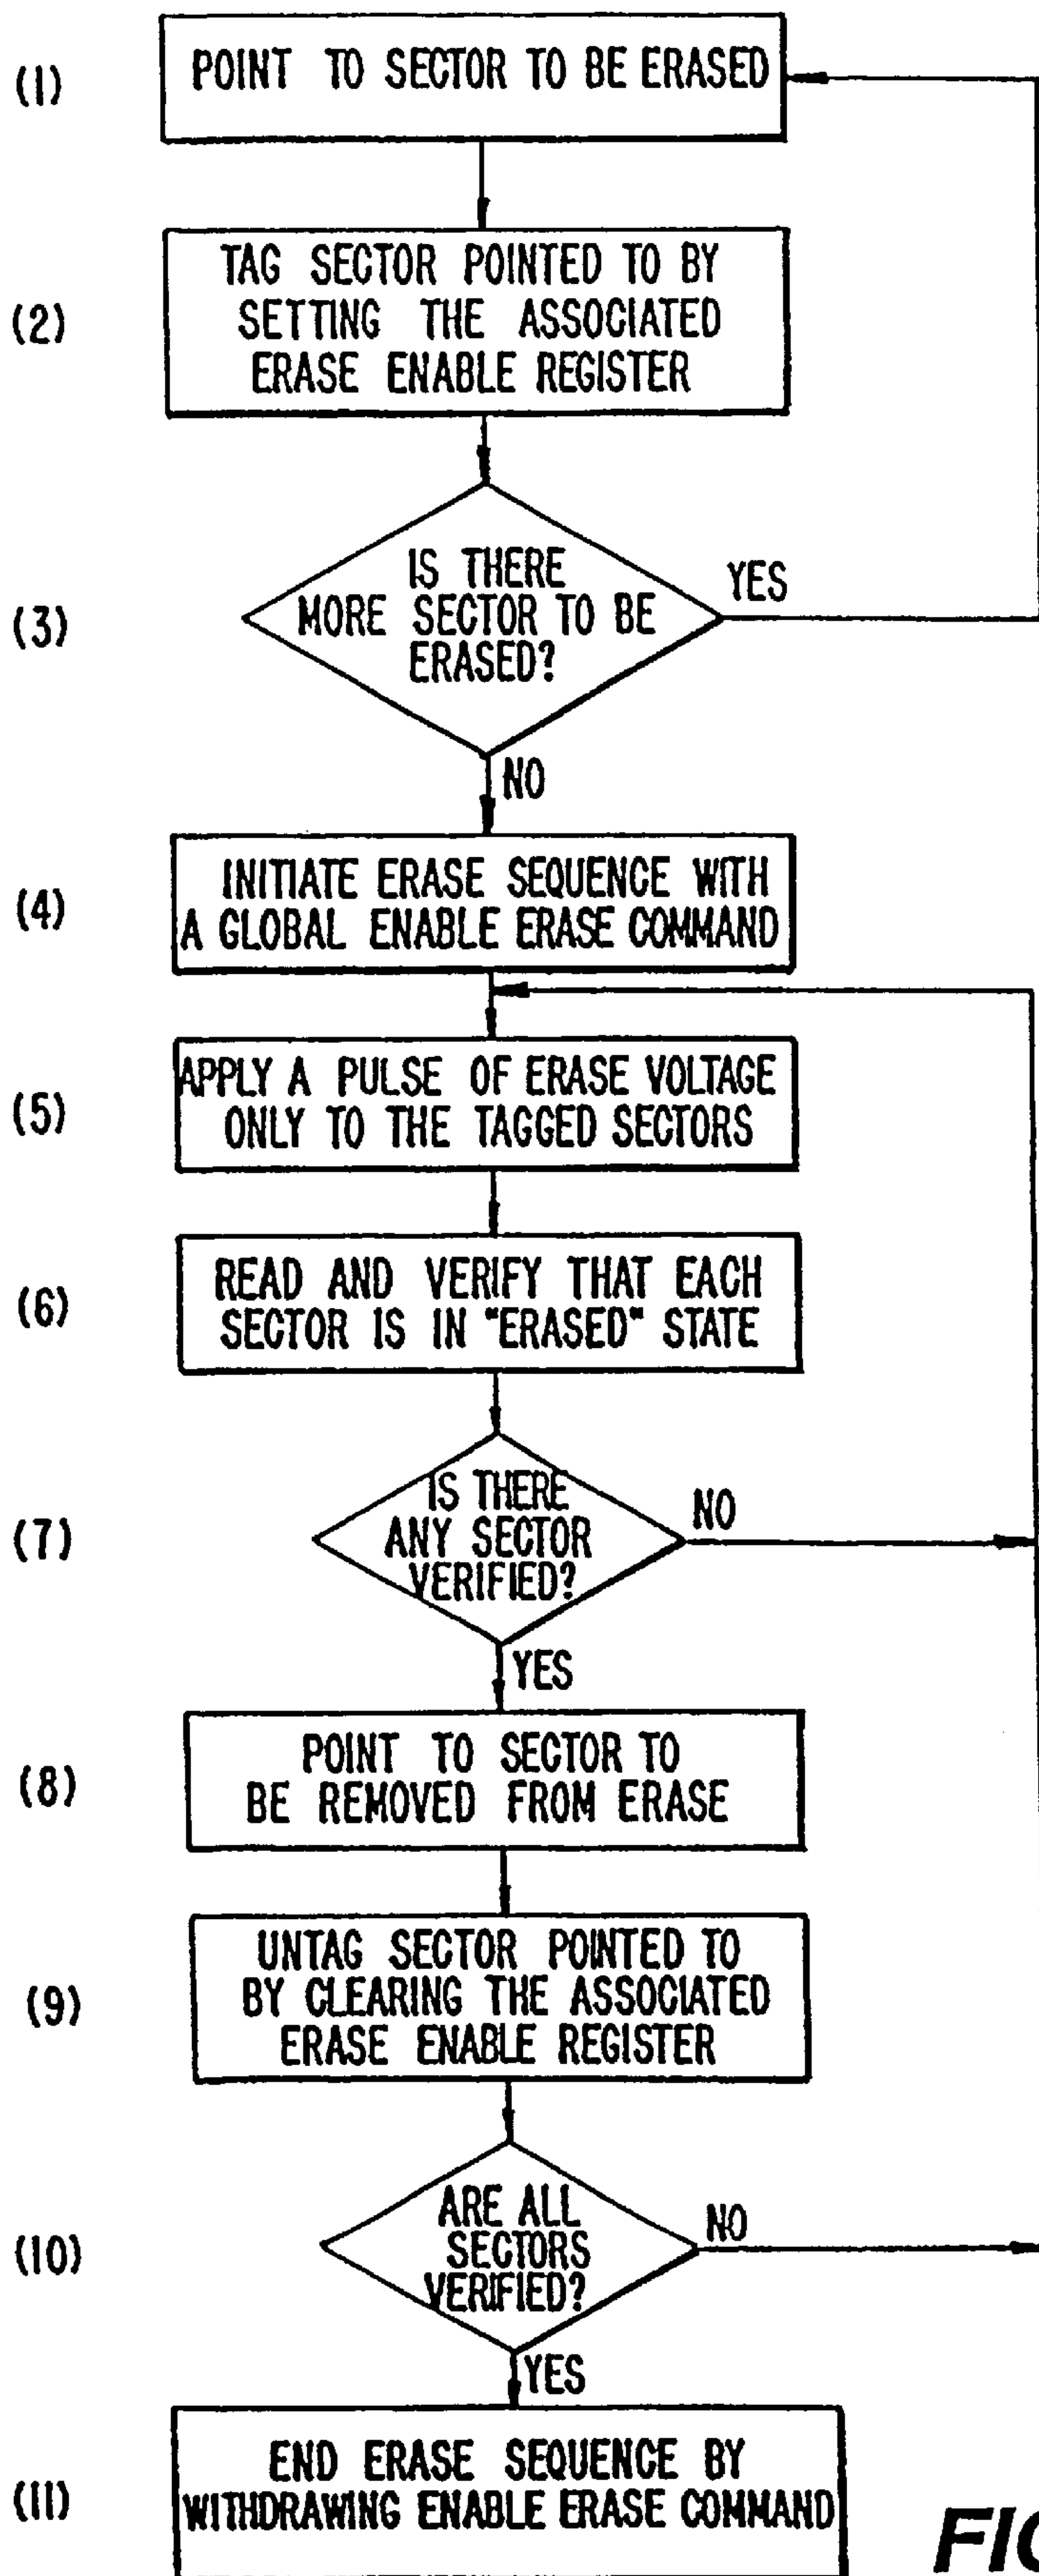 (1)
POINT TO SECTOR TO BE ERASED
(2)
TAG SECTOR POINTED TO BY
SETTING THE ASSOCIATED
ERASE ENABLE REGISTER
(3)
IS THERE
MORE SECTOR TO BE
ERASED?
YES
NO
(4)
INITIATE ERASE SEQUENCE WITH
A GLOBAL ENABLE ERASE COMMAND
(5)
APPLY A PULSE OF ERASE VOLTAGE
ONLY TO THE TAGGED SECTORS
(6)
READ AND VERIFY THAT EACH
SECTOR IS IN "ERASED" STATE
(7)
IS THERE
ANY SECTOR
VERIFIED?
NO
YES
(8)
POINT TO SECTOR TO
BE REMOVED FROM ERASE
(9)
UNTAG SECTOR POINTED TO
BY CLEARING THE ASSOCIATED
ERASE ENABLE REGISTER
(10)
ARE ALL
SECTORS
VERIFIED?
NO
YES
(11)
END ERASE SEQUENCE BY
WITHDRAWING ENABLE ERASE COMMAND